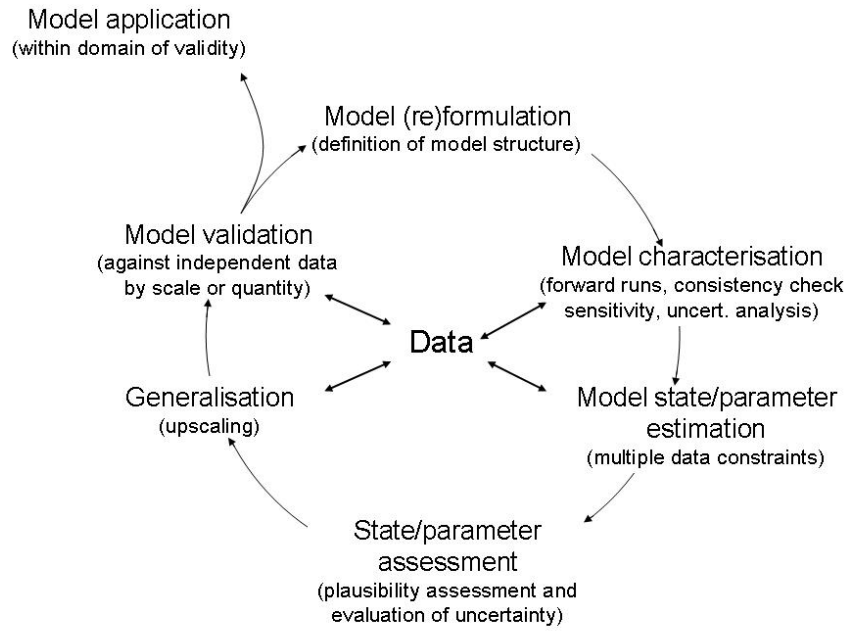 Model application
(within domain of validity)
Model (re)formulation
(definition of model structure)
Model validation
(against independent data
by scale or quantity)
Model characterisation
(forward runs, consistency check
sensitivity, uncert. analysis)
Data
Generalisation
(upscaling)
Model state/parameter
estimation
(multiple data constraints)
State/parameter
assessment
(plausibility assessment and
evaluation of uncertainty)